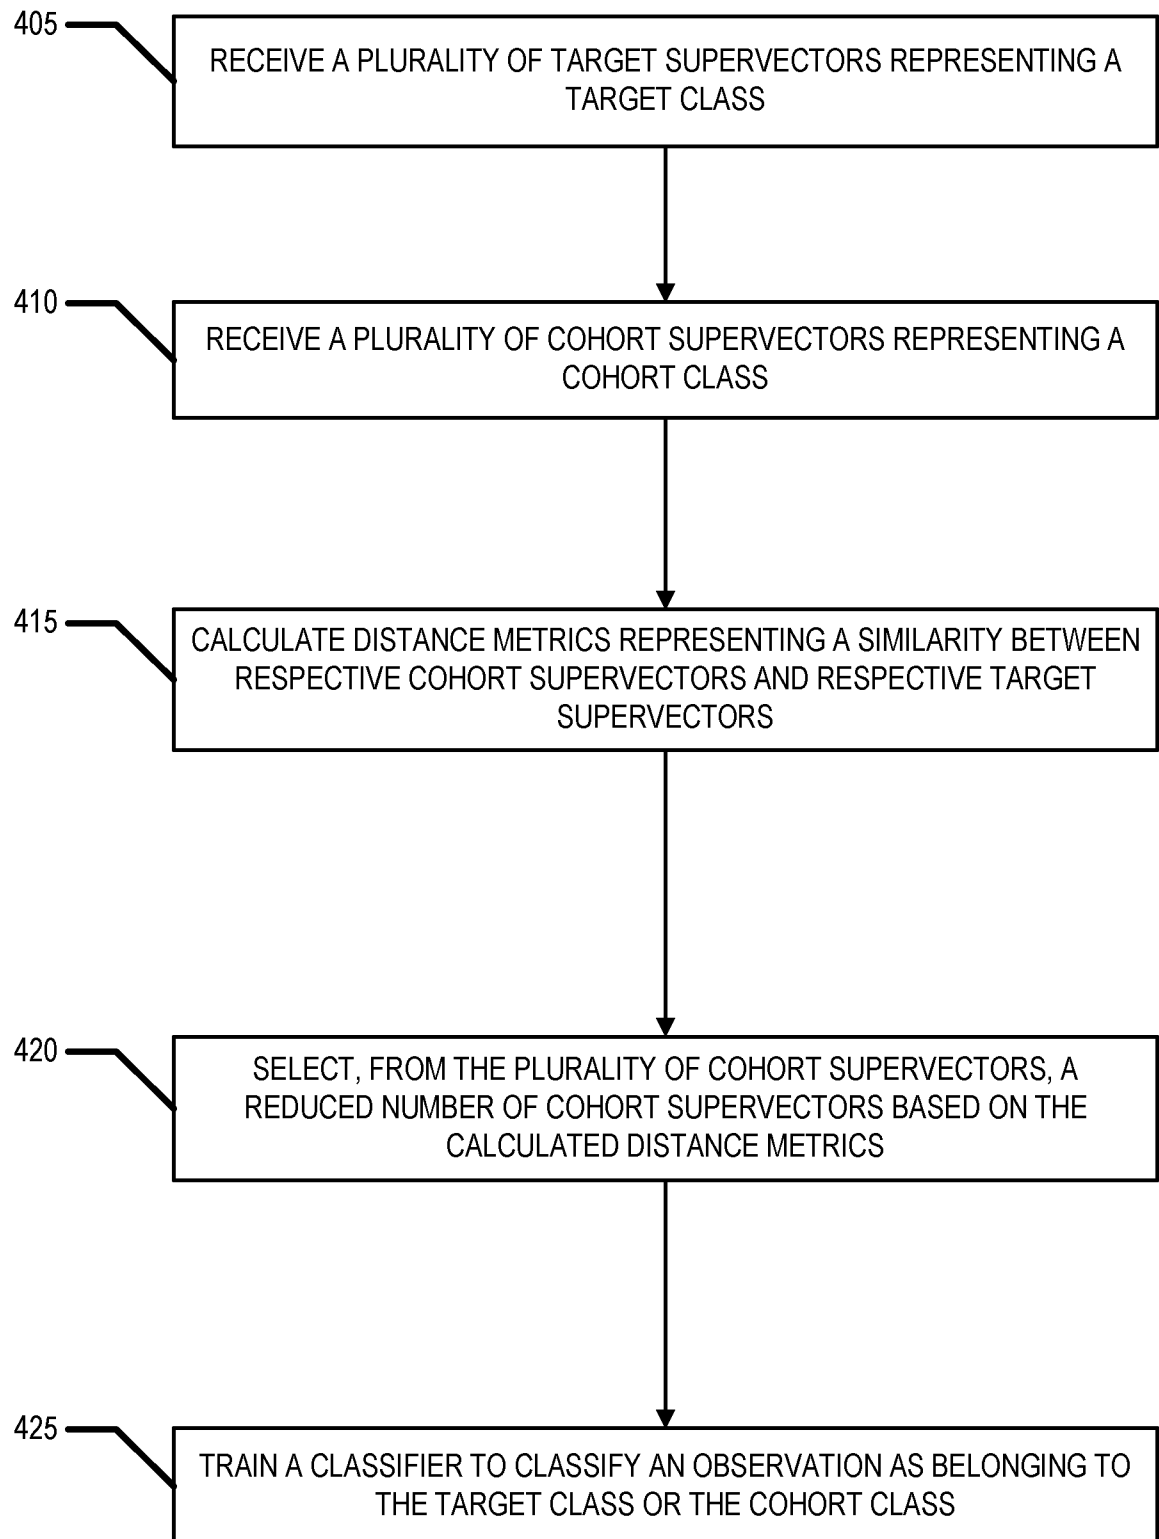 405
RECEIVE A PLURALITY OF TARGET SUPERVECTORS REPRESENTING A
TARGET CLASS
410
RECEIVE A PLURALITY OF COHORT SUPERVECTORS REPRESENTING A
COHORT CLASS
415
CALCULATE DISTANCE METRICS REPRESENTING A SIMILARITY BETWEEN
RESPECTIVE COHORT SUPERVECTORS AND RESPECTIVE TARGET
SUPERVECTORS
420
SELECT, FROM THE PLURALITY OF COHORT SUPERVECTORS, A
REDUCED NUMBER OF COHORT SUPERVECTORS BASED ON THE
CALCULATED DISTANCE METRICS
425
TRAIN A CLASSIFIER TO CLASSIFY AN OBSERVATION AS BELONGING TO
THE TARGET CLASS OR THE COHORT CLASS